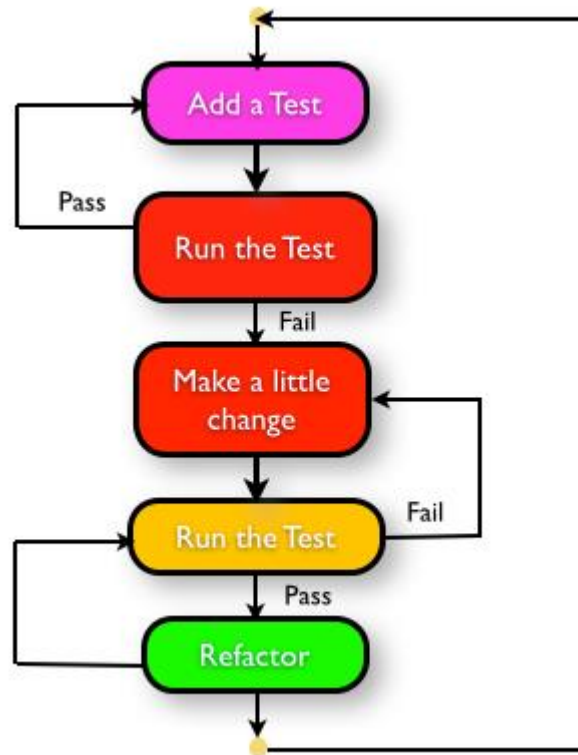 Add a Test
Pass
Run the Test
Fail
Make a little
change
Run the Test
Fail
Pass
Refactor